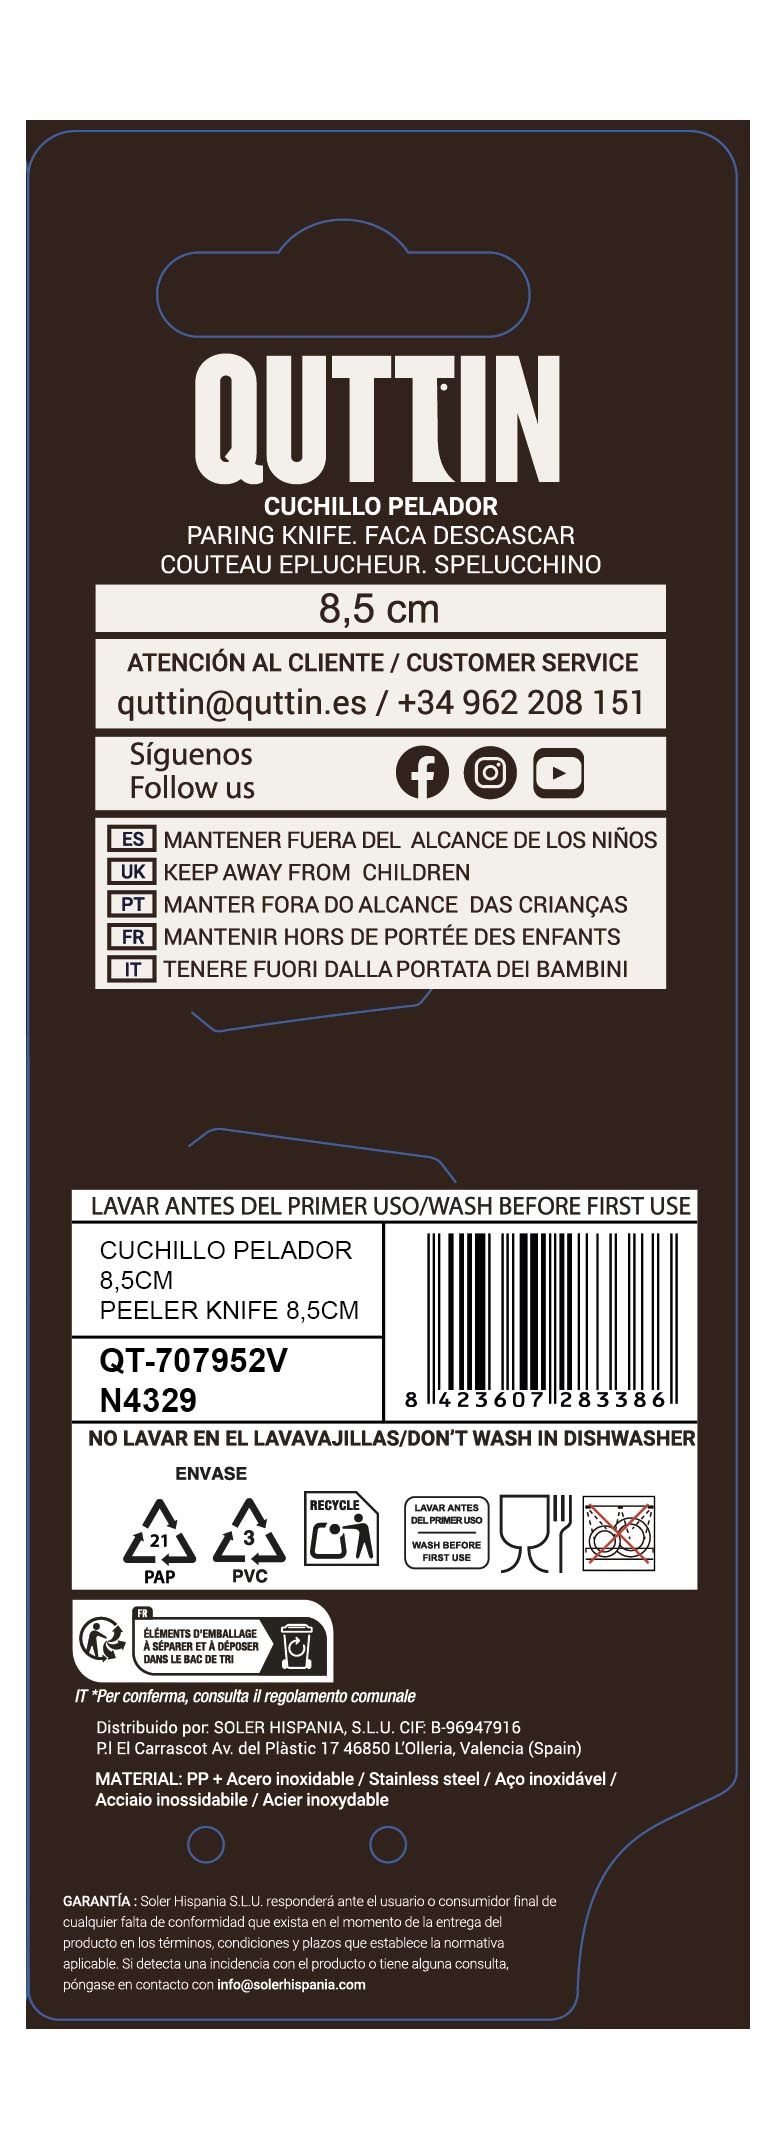 QUTTIN
CUCHILLO PELADOR
PARING KNIFE. FACA DESCASCAR
COUTEAU EPLUCHEUR. SPELUCCHINO
8,5 cm
ATENCIÓN AL CLIENTE / CUSTOMER SERVICE
quttin@quttin.es / +34 962 208 151
Síguenos
Follow us
ES MANTENER FUERA DEL ALCANCE DE LOS NIÑOS
UK KEEP AWAY FROM CHILDREN
PT MANTER FORA DO ALCANCE DAS CRIANÇAS
FR MANTENIR HORS DE PORTÉE DES ENFANTS
IT TENERE FUORI DALLA PORTATA DEI BAMBINI
LAVAR ANTES DEL PRIMER USO/WASH BEFORE FIRST USE
CUCHILLO PELADOR
8,5CM
PEELER KNIFE 8,5CM
QT-707952V
N4329
8 423607 283386
NO LAVAR EN EL LAVAVAJILLAS/DON'T WASH IN DISHWASHER
ENVASE
21
PAP
3
PVC
RECYCLE
LAVAR ANTES
DEL PRIMER USO
WASH BEFORE
FIRST USE
FR
ÉLÉMENTS D'EMBALLAGE
À SÉPARER ET À DÉPOSER
DANS LE BAC DE TRI
IT *Per conferma, consulta il regolamento comunale
Distribuido por: SOLER HISPANIA, S.L.U. CIF: B-96947916
P.I El Carrascot Av. del Plàstic 17 46850 L'Olleria, Valencia (Spain)
MATERIAL: PP + Acero inoxidable / Stainless steel / Aço inoxidável /
Acciaio inossidabile / Acier inoxydable
GARANTÍA : Soler Hispania S.L.U. responderá ante el usuario o consumidor final de
cualquier falta de conformidad que exista en el momento de la entrega del
producto en los términos, condiciones y plazos que establece la normativa
aplicable. Si detecta una incidencia con el producto o tiene alguna consulta,
póngase en contacto con info@solerhispania.com